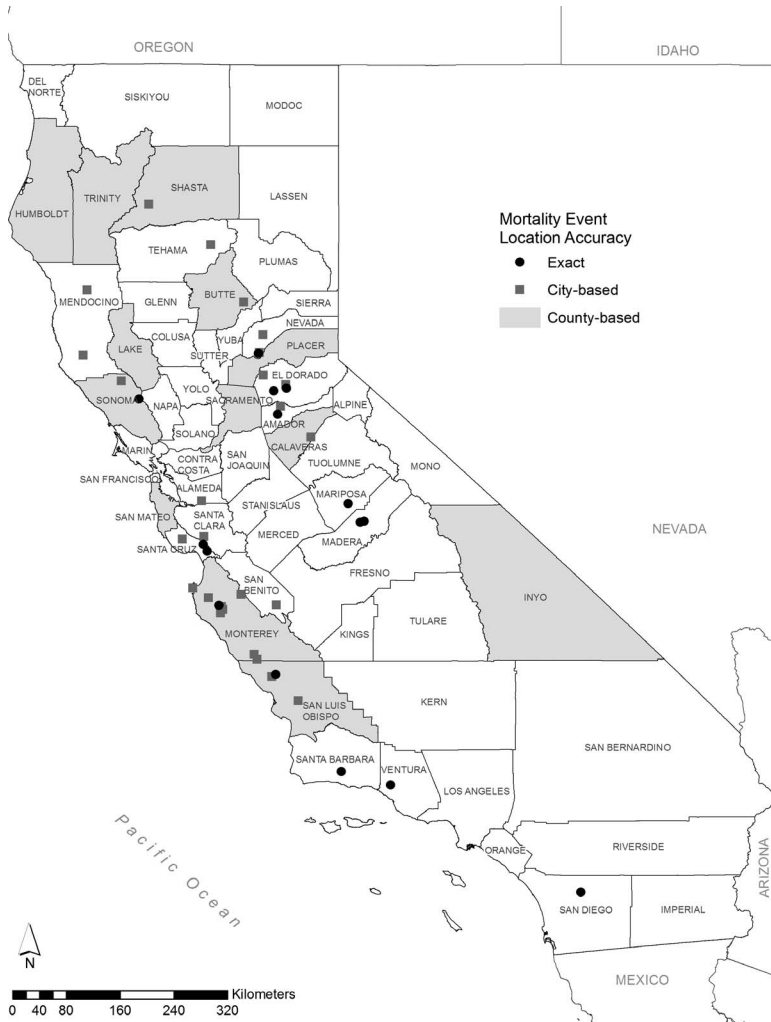 OREGON
IDAHO
DEL
NORTE
SISKIYOU
MODOC
HUMBOLDT
TRINITY
SHASTA
LASSEN
Mortality Event
Location Accuracy
Exact
City-based
County-based
TEHAMA
PLUMAS
MENDOCINO
GLENN
BUTTE
SIERRA
NEVADA
COLUSA
YUBA
PLACER
LAKE
SUTTER
EL DORADO
SONOMA
NAPA
YOLO
SACRAMENTO
ALPINE
AMADOR
SOLANO
MARIN
CALAVERAS
CONTRA
COSTA
SAN
JOAQUIN
TUOLUMNE
MONO
SAN FRANCISCO
ALAMEDA
SAN MATEO
SANTA
CLARA
STANISLAUS
MARIPOSA
NEVADA
MERCED
MADERA
SANTA CRUZ
FRESNO
SAN
BENITO
INYO
MONTEREY
KINGS
TULARE
SAN LUIS
OBISPO
KERN
SAN BERNARDINO
SANTA BARBARA
VENTURA
LOS ANGELES
Pacific Ocean
ORANGE
RIVERSIDE
ARIZONA
SAN DIEGO
IMPERIAL
N
MEXICO
Kilometers
0 40 80 160 240 320